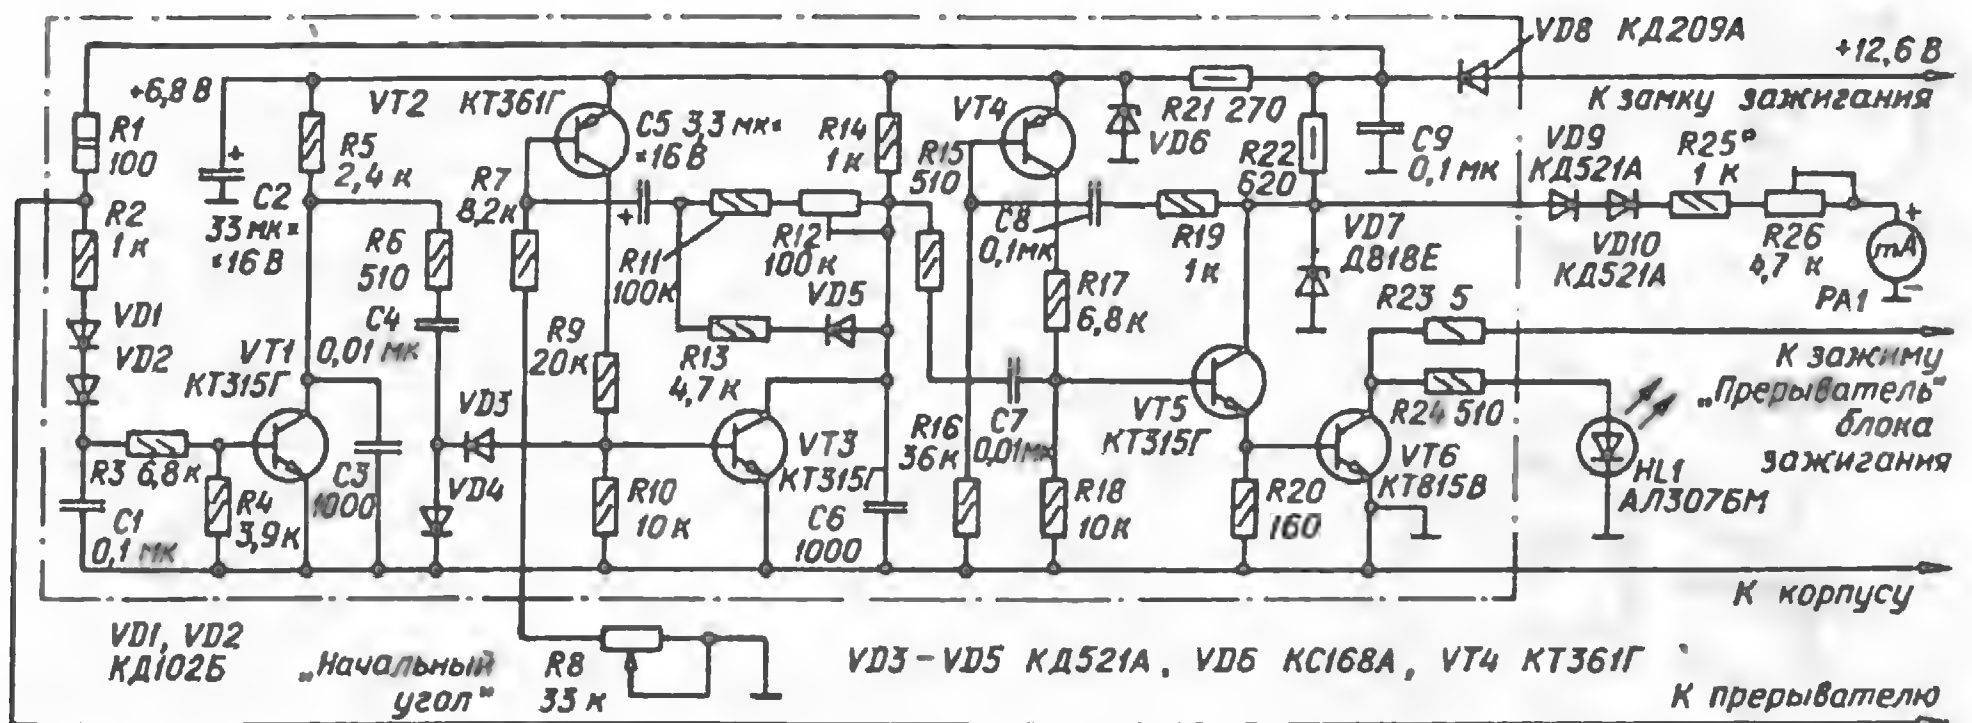 VD8 КД209А
+12,6 В
К замку зажигания
+6,8 В
R1
100
R2
1к
VD1
VD2
R3 6,8к
C1
0,1 мк
R4
3,9к
VT1
КТ315Г
C2
33 мк×
×16 В
R5
2,4 к
VT2
КТ361Г
R6
510
C4
0,01 мк
C3
1000
VD3
VD4
R7
8,2к
C5 3,3 мк×
×16 В
R9
20к
R10
10 к
R11
100к
R12
100 к
R13
4,7 к
VD5
R14
1к
VT3
КТ315Г
C6
1000
R15
510
R16
36к
C7
0,01мк
VT4
C8
0,1мк
R17
6,8к
R18
10к
VD6
R21 270
R19
1к
R22
620
VT5
КТ315Г
R20
160
C9
0,1мк
VD7
Д818Е
VT6
КТ815В
R23 5
R24 510
VD9
КД521А
VD10
КД521А
R25*
1 к
R26
4,7 к
+
mA
−
PA1
К зажиму
„Прерыватель“
блока
зажигания
HL1
АЛ307БМ
К корпусу
VD1, VD2
КД102Б
„Начальный
угол“
R8
33 к
VD3-VD5 КД521А, VD6 КС168А, VT4 КТ361Г
К прерывателю